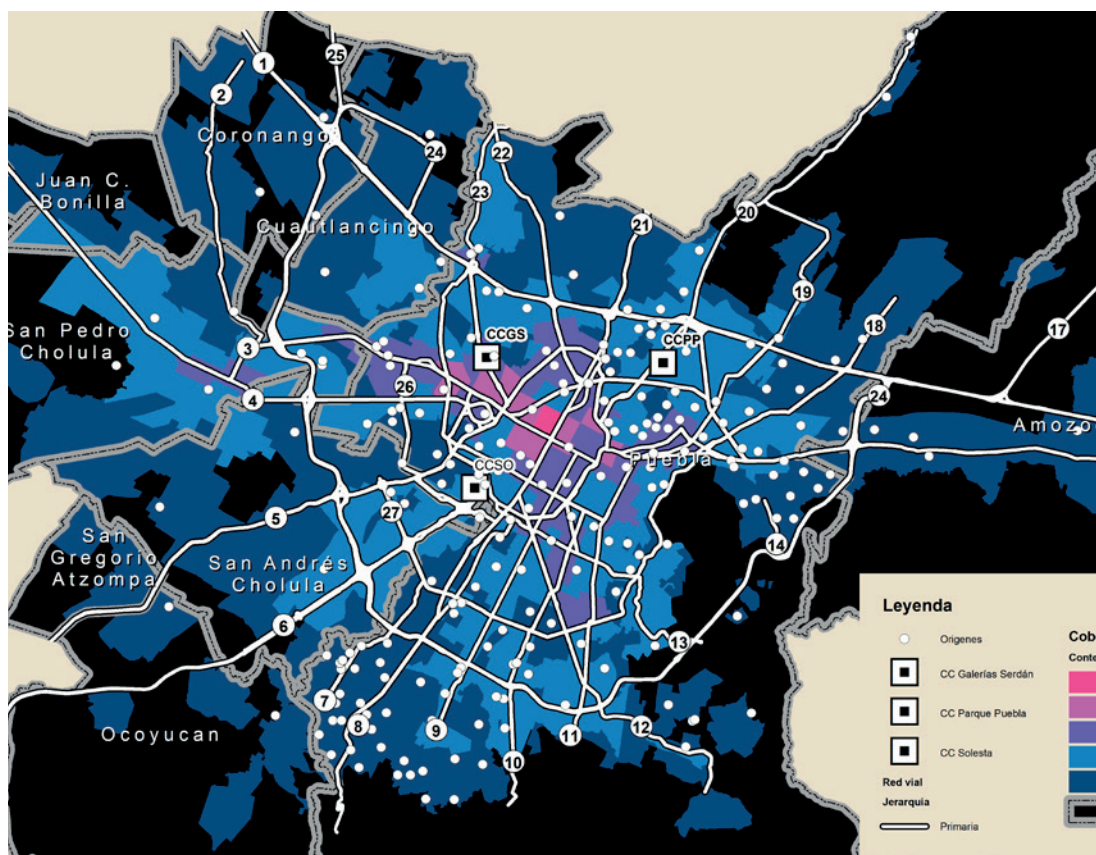 25
1
2
Coronango
24
22
Juan C.
Bonilla
23
Cuautlancingo
21
20
19
San Pedro
Cholula
3
CCGS
CCPP
18
17
26
4
24
Amozo
Puebla
CCSO
5
27
14
San
Gregorio
Atzompa
San Andrés
Cholula
6
13
7
8
9
10
11
12
Ocoyucan
Leyenda
Origenes
CC Galerías Serdán
CC Parque Puebla
CC Solesta
Red vial
Jerarquía
Primaria
Cob
Conte